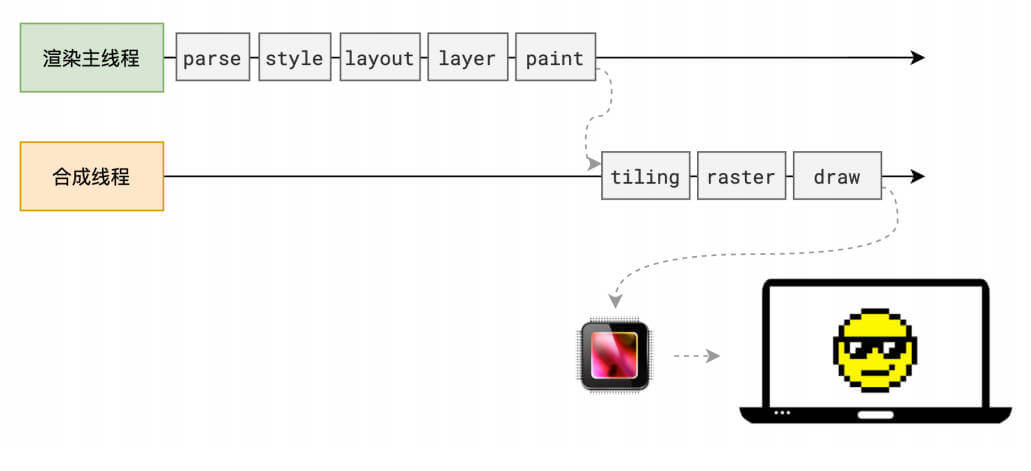 渲染主线程
parse style layout layer paint
合成线程
tiling raster draw